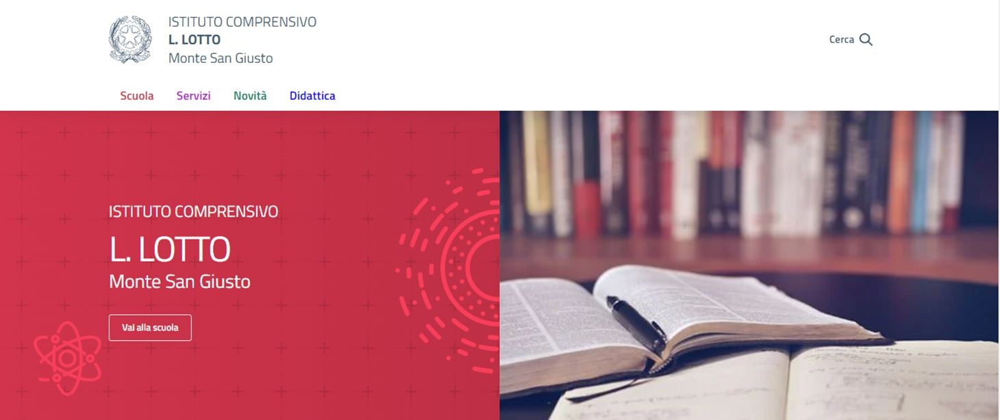 ISTITUTO COMPRENSIVO
L. LOTTO
Monte San Giusto
Cerca
Scuola Servizi Novità Didattica
ISTITUTO COMPRENSIVO
L. LOTTO
Monte San Giusto
Vai alla scuola